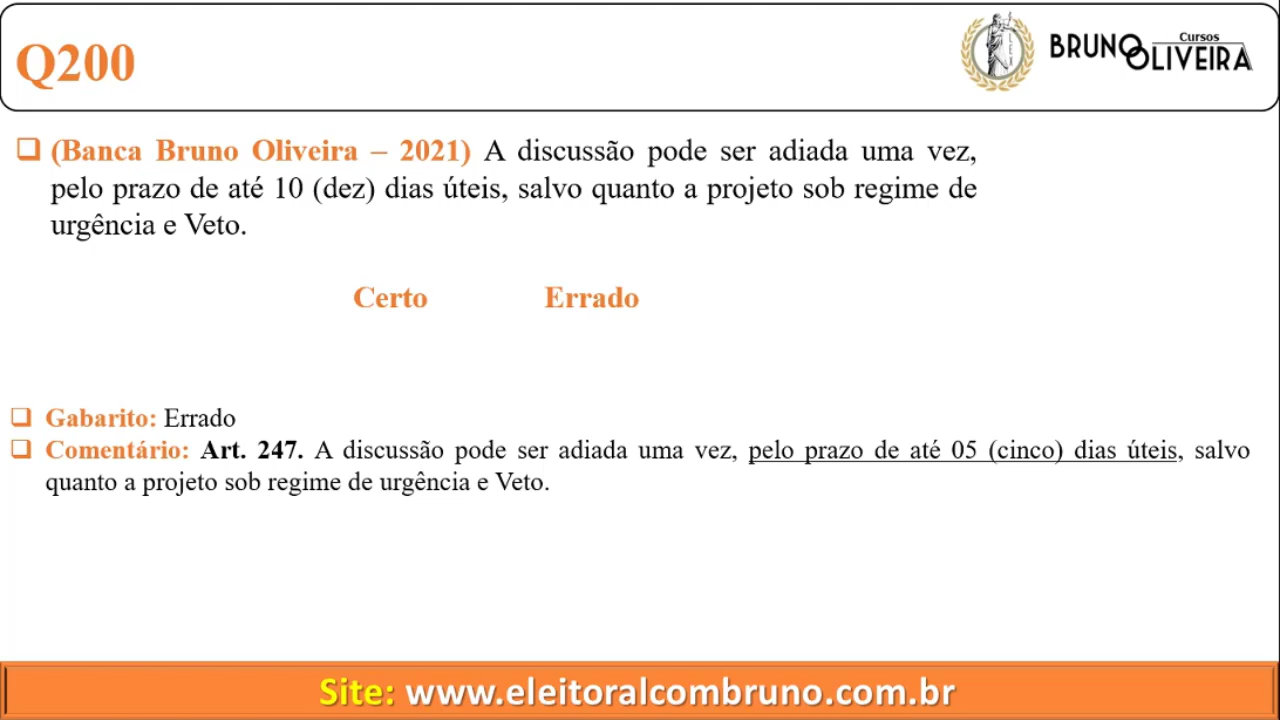 Q200
Cursos
BRUNO
OLIVEIRA
(Banca Bruno Oliveira – 2021) A discussão pode ser adiada uma vez,
pelo prazo de até 10 (dez) dias úteis, salvo quanto a projeto sob regime de
urgência e Veto.
Certo Errado
Gabarito: Errado
Comentário: Art. 247. A discussão pode ser adiada uma vez, pelo prazo de até 05 (cinco) dias úteis, salvo
quanto a projeto sob regime de urgência e Veto.
Site: www.eleitoralcombruno.com.br